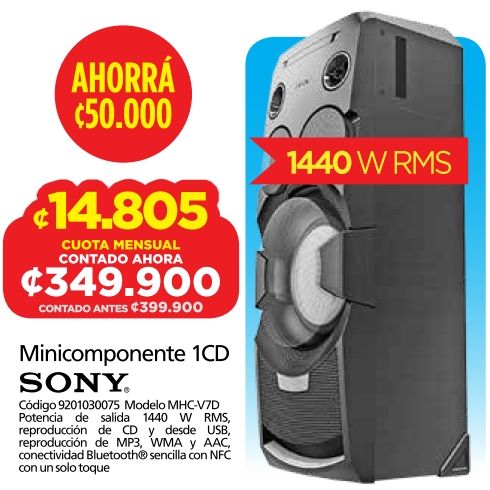 AHORRÁ
¢50.000
1440 W RMS
¢14.805
CUOTA MENSUAL
CONTADO AHORA
¢349.900
CONTADO ANTES ¢399.900
Minicomponente 1CD
SONY®
Código 9201030075 Modelo MHC-V7D
Potencia de salida 1440 W RMS,
reproducción de CD y desde USB,
reproducción de MP3, WMA y AAC,
conectividad Bluetooth® sencilla con NFC
con un solo toque
SONY